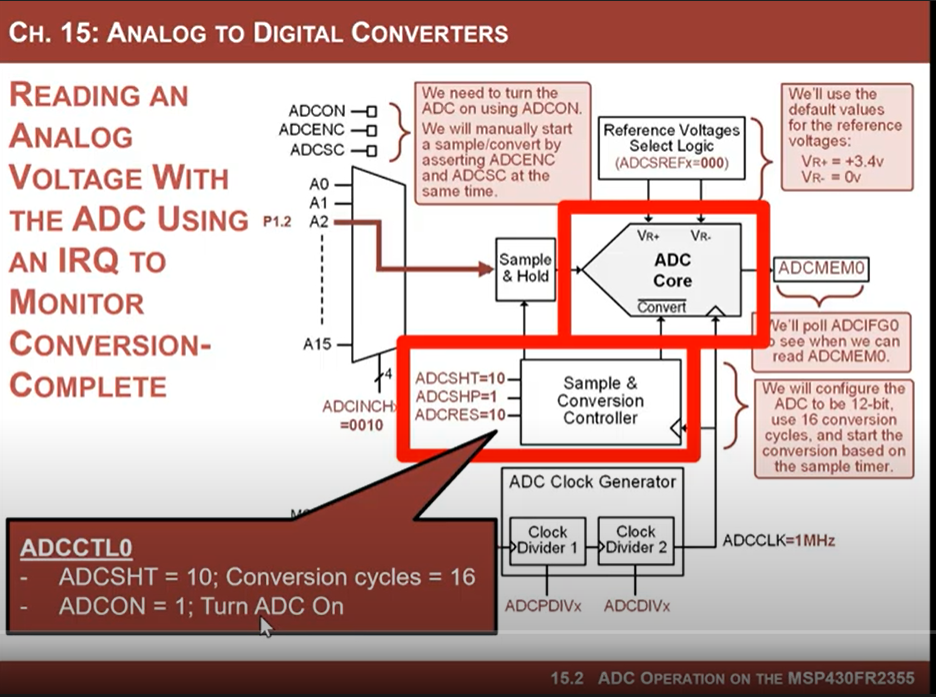 CH. 15: ANALOG TO DIGITAL CONVERTERS
READING AN
ANALOG
VOLTAGE WITH
THE ADC USING
AN IRQ TO
MONITOR
CONVERSION-
COMPLETE
ADCON
ADCENC
ADCSC
We need to turn the
ADC on using ADCON.
We will manually start
a sample/convert by
asserting ADCENC
and ADCSC at the
same time.
Reference Voltages
Select Logic
(ADCSREFx=000)
We'll use the
default values
for the reference
voltages:
VR+ = +3.4v
VR- = 0v
A0
A1
P1.2 A2
A15
4
ADCINCHx
=0010
Sample
& Hold
VR+ VR-
ADC
Core
Convert
ADCMEM0
We'll poll ADCIFG0
see when we can
read ADCMEM0.
ADCSHT=10
ADCSHP=1
ADCRES=10
Sample &
Conversion
Controller
We will configure the
ADC to be 12-bit,
use 16 conversion
cycles, and start the
conversion based on
the sample timer.
ADC Clock Generator
Clock
Divider 1
Clock
Divider 2
ADCCLK=1MHz
ADCPDIVx ADCDIVx
ADCCTL0
- ADCSHT = 10; Conversion cycles = 16
- ADCON = 1; Turn ADC On
15.2 ADC OPERATION ON THE MSP430FR2355